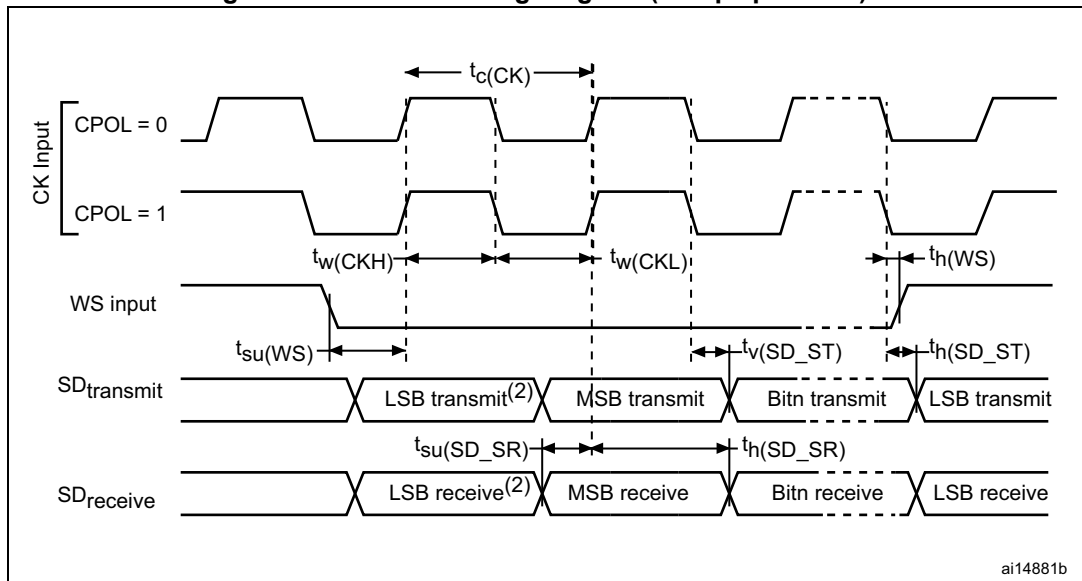 tc(CK)
CK Input
CPOL = 0
CPOL = 1
tw(CKH)
tw(CKL)
th(WS)
WS input
tsu(WS)
tv(SD_ST)
th(SD_ST)
SDtransmit
LSB transmit(2)
MSB transmit
Bitn transmit
LSB transmit
tsu(SD_SR)
th(SD_SR)
SDreceive
LSB receive(2)
MSB receive
Bitn receive
LSB receive
ai14881b